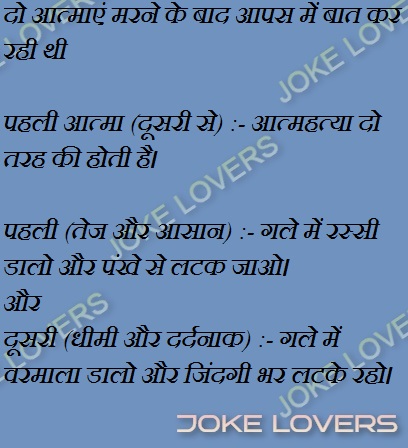 दो आत्माएं मरने के बाद आपस में बात कर
रही थी
पहली आत्मा (दूसरी से) :- आत्महत्या दो
तरह की होती है।
पहली (तेज और आसान) :- गले में रस्सी
डालो और पंखे से लटक जाओ।
और
दूसरी (धीमी और दर्दनाक) :- गले में
वरमाला डालो और जिंदगी भर लटके रहो।
JOKE LOVERS
JOKE LOVERS
JOKE LOVERS
JOKE LOVERS
JOKE LOVERS
JOKE LOVERS